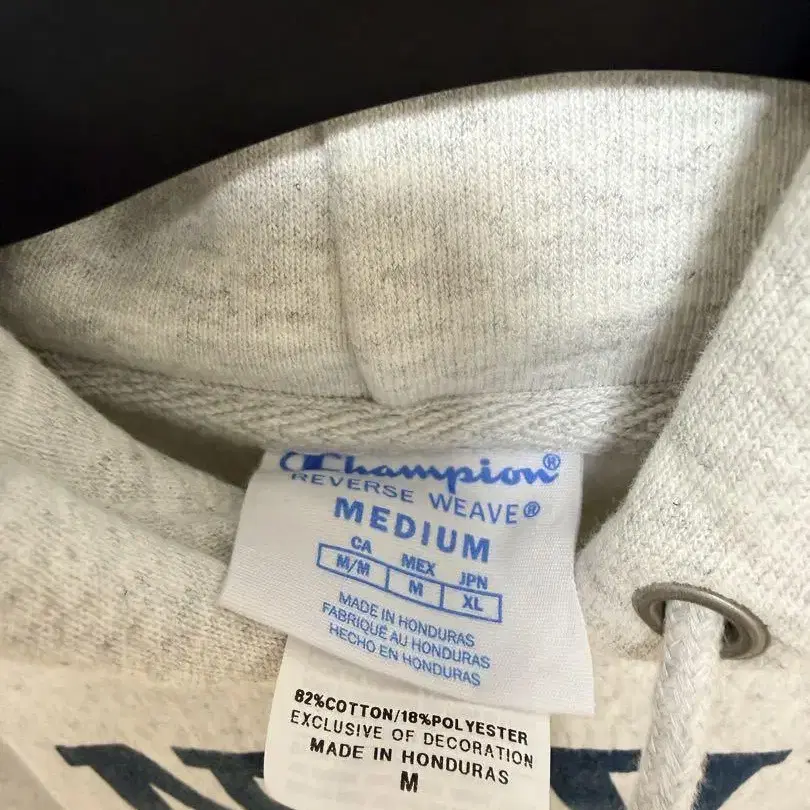 Champion®
REVERSE WEAVE®
MEDIUM
CA MEX JPN
M/M M XL
MADE IN HONDURAS
FABRIQUÉ AU HONDURAS
HECHO EN HONDURAS
82%COTTON/18%POLYESTER
EXCLUSIVE OF DECORATION
MADE IN HONDURAS
M